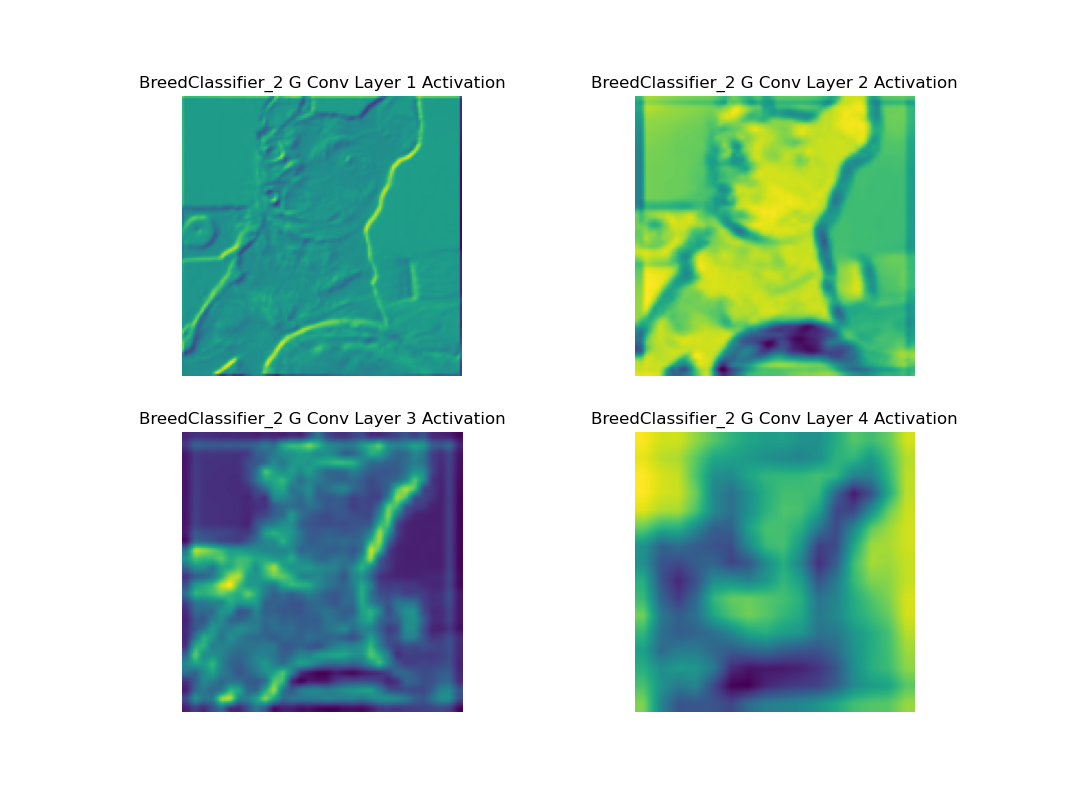 BreedClassifier_2 G Conv Layer 1 Activation
BreedClassifier_2 G Conv Layer 2 Activation
BreedClassifier_2 G Conv Layer 3 Activation
BreedClassifier_2 G Conv Layer 4 Activation